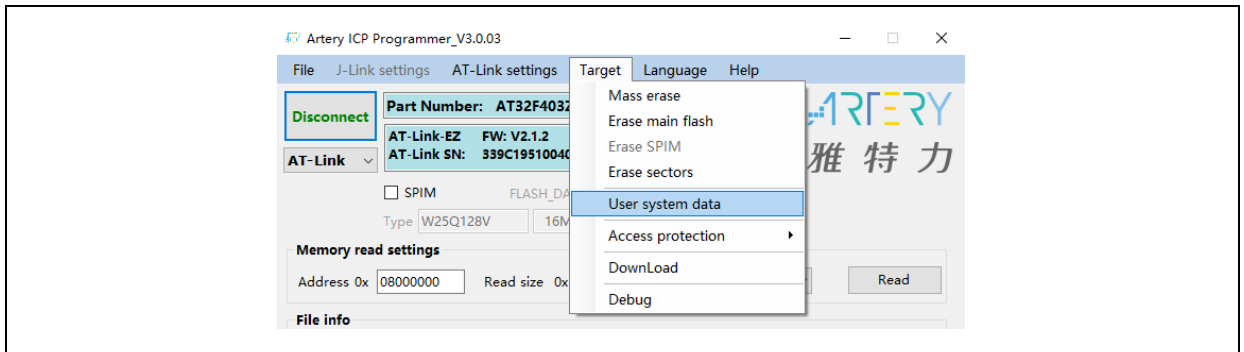 Artery ICP Programmer_V3.0.03
File J-Link settings AT-Link settings Target Language Help
Disconnect
Part Number: AT32F403Z
AT-Link-EZ FW: V2.1.2
AT-Link SN: 339C19510040
AT-Link
Mass erase
Erase main flash
Erase SPIM
Erase sectors
User system data
Access protection
DownLoad
Debug
ARTERY
雅特力
SPIM FLASH_DA
Type W25Q128V 16M
Memory read settings
Address 0x 08000000 Read size 0x Read
File info